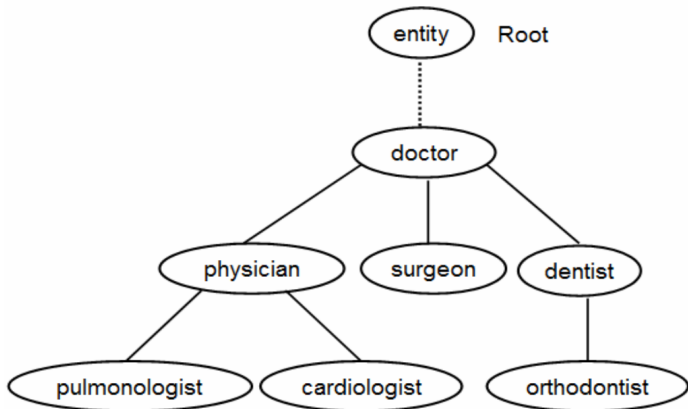 entity Root
doctor
physician surgeon dentist
pulmonologist cardiologist orthodontist